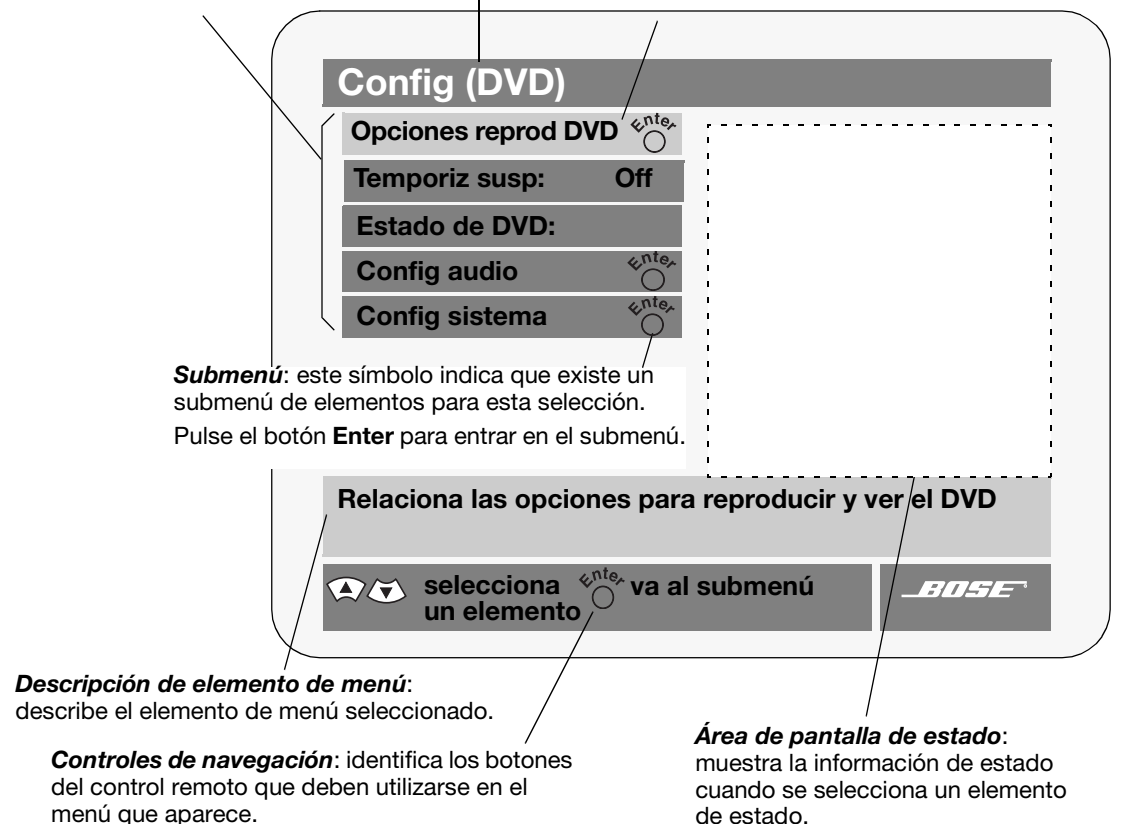 Config (DVD)
Opciones reprod DVD Enter
Temporiz susp: Off
Estado de DVD:
Config audio Enter
Config sistema Enter
Submenú: este símbolo indica que existe un
submenú de elementos para esta selección.
Pulse el botón Enter para entrar en el submenú.
Relaciona las opciones para reproducir y ver el DVD
selecciona
un elemento
Enter va al submenú
BOSE
Descripción de elemento de menú:
describe el elemento de menú seleccionado.
Controles de navegación: identifica los botones
del control remoto que deben utilizarse en el
menú que aparece.
Área de pantalla de estado:
muestra la información de estado
cuando se selecciona un elemento
de estado.